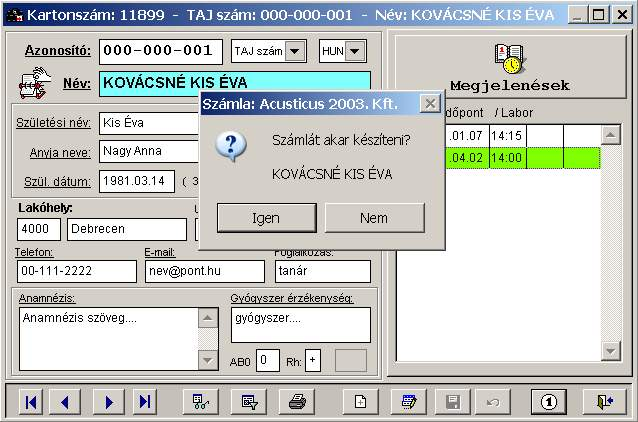 Kartonszám: 11899 - TAJ szám: 000-000-001 - Név: KOVÁCSNÉ KIS ÉVA
Azonosító: 000-000-001 TAJ szám HUN
Név: KOVÁCSNÉ KIS ÉVA
Megjelenések
Számla: Acusticus 2003. Kft.
Számlát akar készíteni?
KOVÁCSNÉ KIS ÉVA
Igen Nem
dőpont / Labor
.01.07 14:15
.04.02 14:00
Születési név: Kis Éva
Anyja neve: Nagy Anna
Szül. dátum: 1981.03.14 ( 3
Lakóhely:
4000 Debrecen
Telefon: E-mail: Foglalkozás:
00-111-2222 nev@pont.hu tanár
Anamnézis: Gyógyszer érzékenység:
Anamnézis szöveg.... gyógyszer....
AB0 0 Rh: +
1